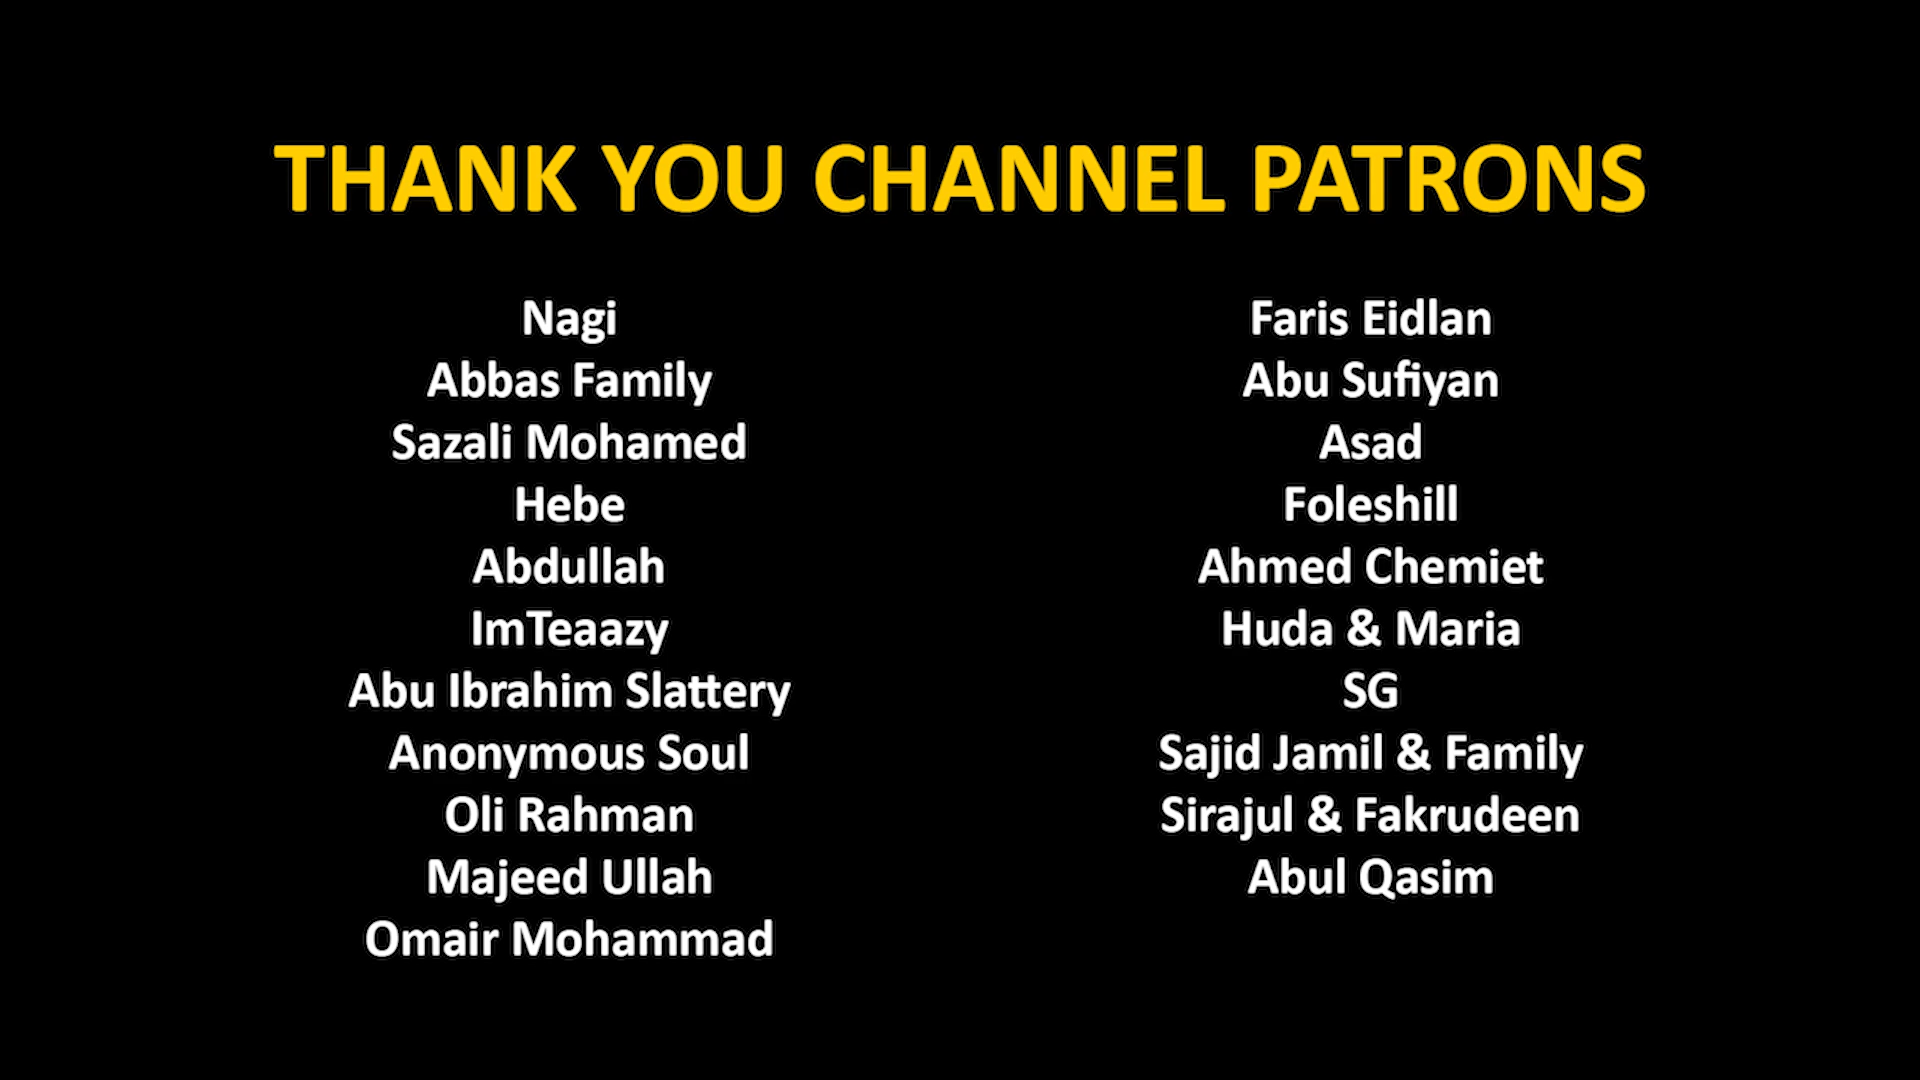 THANK YOU CHANNEL PATRONS
Nagi
Abbas Family
Sazali Mohamed
Hebe
Abdullah
ImTeaazy
Abu Ibrahim Slattery
Anonymous Soul
Oli Rahman
Majeed Ullah
Omair Mohammad
Faris Eidlan
Abu Sufiyan
Asad
Foleshill
Ahmed Chemiet
Huda & Maria
SG
Sajid Jamil & Family
Sirajul & Fakrudeen
Abul Qasim